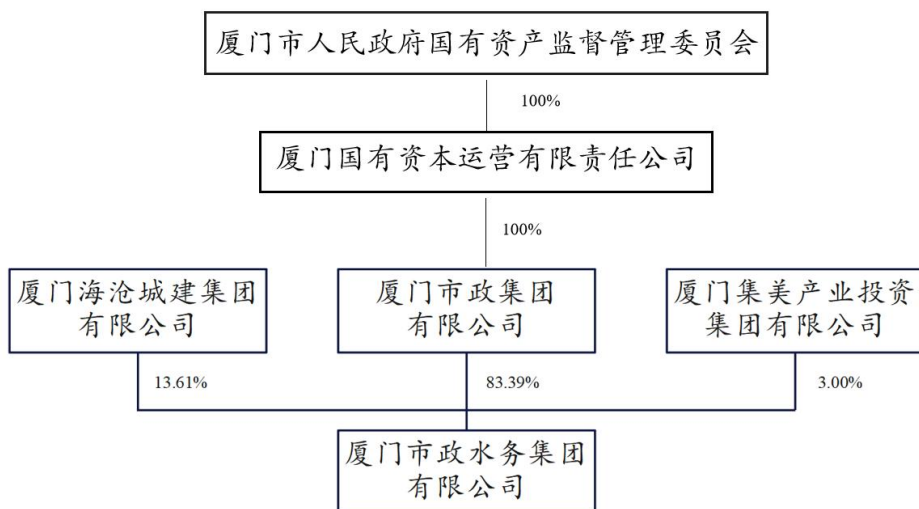 厦门市人民政府国有资产监督管理委员会
100%
厦门国有资本运营有限责任公司
100%
厦门海沧城建集团
有限公司
厦门市政集团
有限公司
厦门集美产业投资
集团有限公司
13.61%
83.39%
3.00%
厦门市政水务集团
有限公司